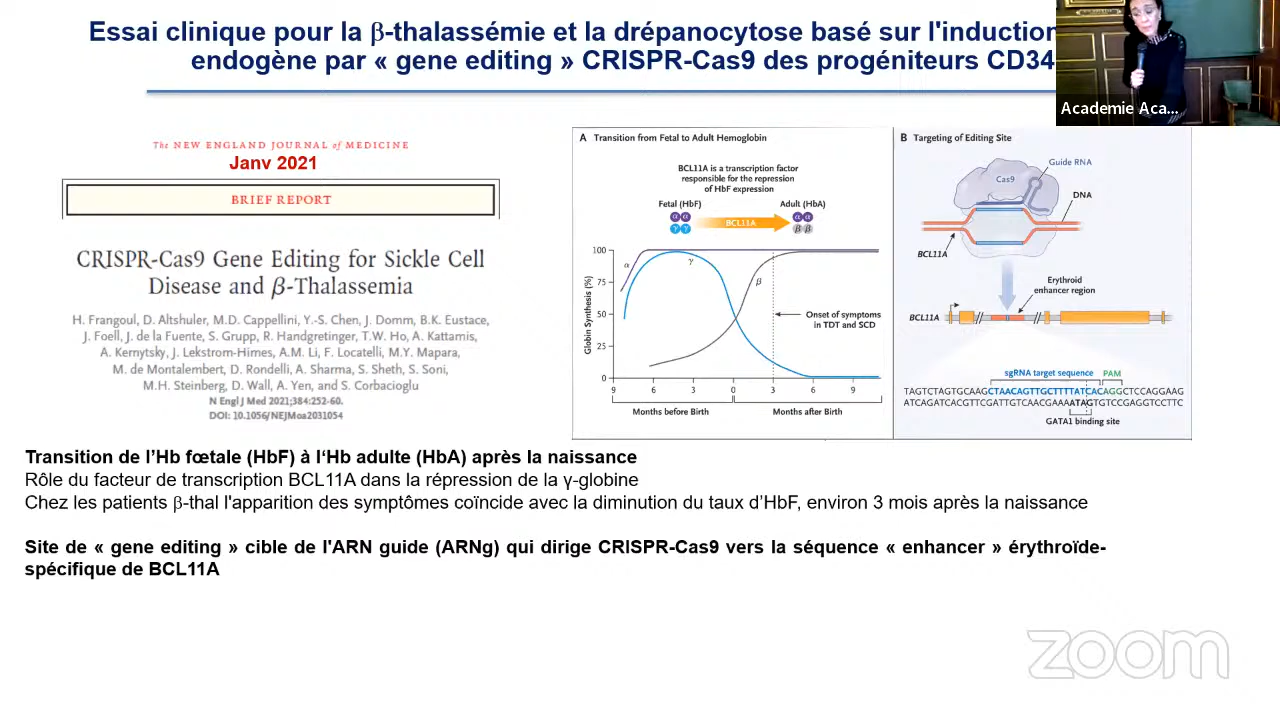 Essai clinique pour la β-thalassémie et la drépanocytose basé sur l'induction
endogène par « gene editing » CRISPR-Cas9 des progéniteurs CD34
Academie Aca...
The NEW ENGLAND JOURNAL of MEDICINE
Janv 2021
BRIEF REPORT
CRISPR-Cas9 Gene Editing for Sickle Cell
Disease and β-Thalassemia
H. Frangoul, D. Altshuler, M.D. Cappellini, Y.-S. Chen, J. Domm, B.K. Eustace,
J. Foell, J. de la Fuente, S. Grupp, R. Handgretinger, T.W. Ho, A. Kattamis,
A. Kernytsky, J. Lekstrom-Himes, A.M. Li, F. Locatelli, M.Y. Mapara,
M. de Montalembert, D. Rondelli, A. Sharma, S. Sheth, S. Soni,
M.H. Steinberg, D. Wall, A. Yen, and S. Corbacioglu
N Engl J Med 2021;384:252-60.
DOI: 10.1056/NEJMoa2031054
A Transition from Fetal to Adult Hemoglobin
BCL11A is a transcription factor
responsible for the repression
of HbF expression
Fetal (HbF)
Adult (HbA)
α α
γ γ
BCL11A
α α
β β
Globin Synthesis (%)
100
75
50
25
0
α
γ
β
Onset of symptoms
in TDT and SCD
9 6 3 0 3 6 9
Months before Birth
Months after Birth
B Targeting of Editing Site
Guide RNA
Cas9
DNA
BCL11A
Erythroid
enhancer region
BCL11A
sgRNA target sequence
PAM
TAGTCTAGTGCAAGCTAACAGTTGCTTTTATCACAGGCTCCAGGAAG
ATCAGATCACGTTCGATTGTCAACGAAAATAGTGTCCGAGGTCCTTC
GATA1 binding site
Transition de l'Hb fœtale (HbF) à l'Hb adulte (HbA) après la naissance
Rôle du facteur de transcription BCL11A dans la répression de la γ-globine
Chez les patients β-thal l'apparition des symptômes coïncide avec la diminution du taux d'HbF, environ 3 mois après la naissance
Site de « gene editing » cible de l'ARN guide (ARNg) qui dirige CRISPR-Cas9 vers la séquence « enhancer » érythroïde-
spécifique de BCL11A
zoom